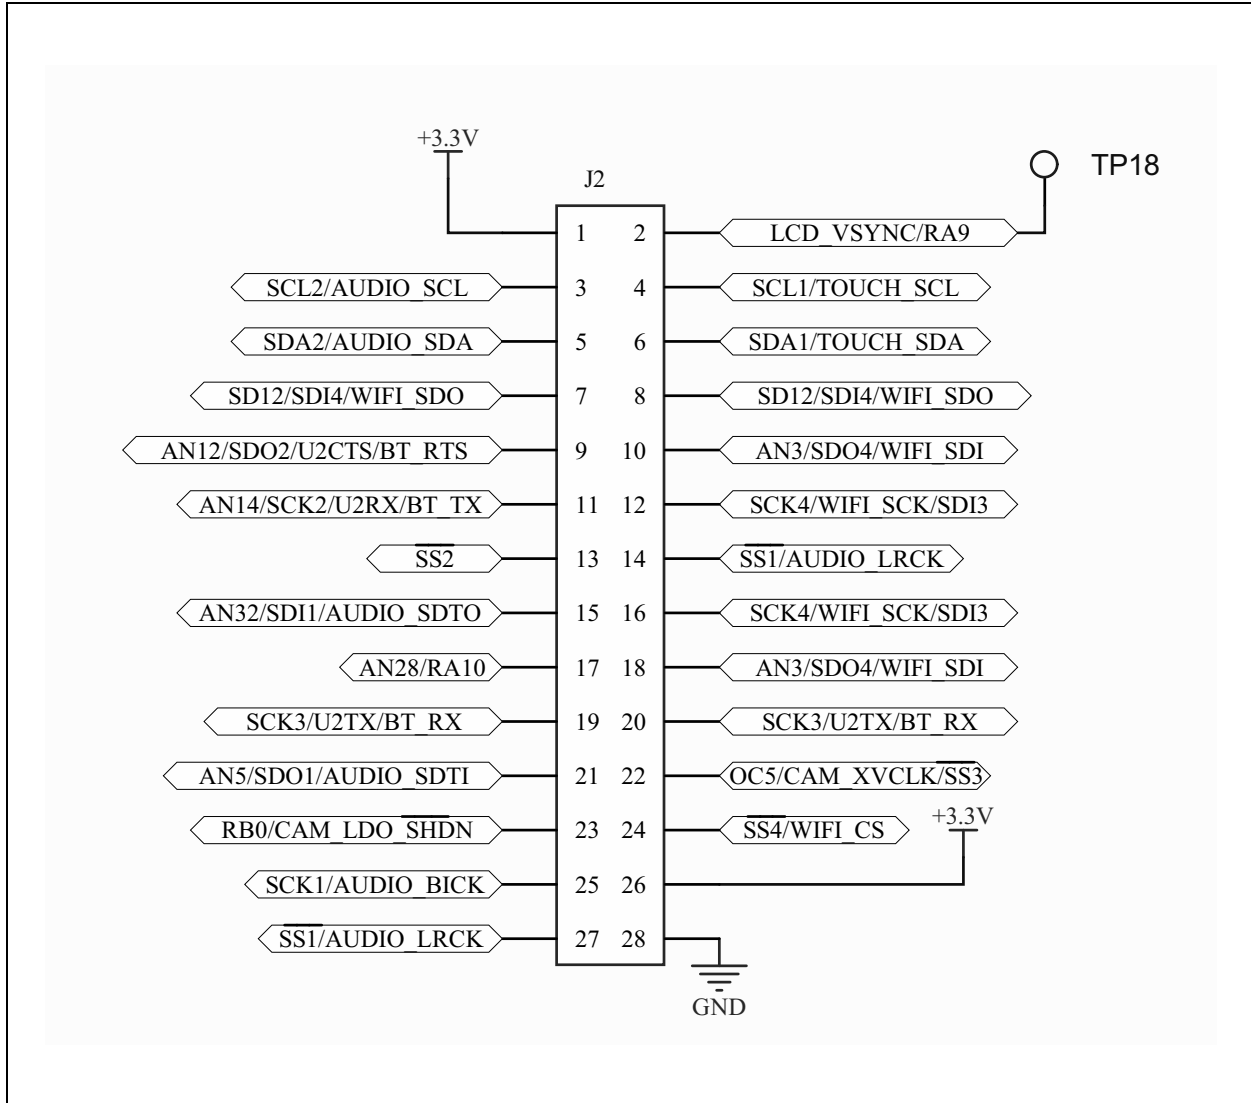 +3.3V
TP18
J2
1 2 LCD_VSYNC/RA9
SCL2/AUDIO_SCL 3 4 SCL1/TOUCH_SCL
SDA2/AUDIO_SDA 5 6 SDA1/TOUCH_SDA
SD12/SDI4/WIFI_SDO 7 8 SD12/SDI4/WIFI_SDO
AN12/SDO2/U2CTS/BT_RTS 9 10 AN3/SDO4/WIFI_SDI
AN14/SCK2/U2RX/BT_TX 11 12 SCK4/WIFI_SCK/SDI3
SS2 13 14 SS1/AUDIO_LRCK
AN32/SDI1/AUDIO_SDTO 15 16 SCK4/WIFI_SCK/SDI3
AN28/RA10 17 18 AN3/SDO4/WIFI_SDI
SCK3/U2TX/BT_RX 19 20 SCK3/U2TX/BT_RX
AN5/SDO1/AUDIO_SDTI 21 22 OC5/CAM_XVCLK/SS3
RB0/CAM_LDO_SHDN 23 24 SS4/WIFI_CS +3.3V
SCK1/AUDIO_BICK 25 26
SS1/AUDIO_LRCK 27 28
GND